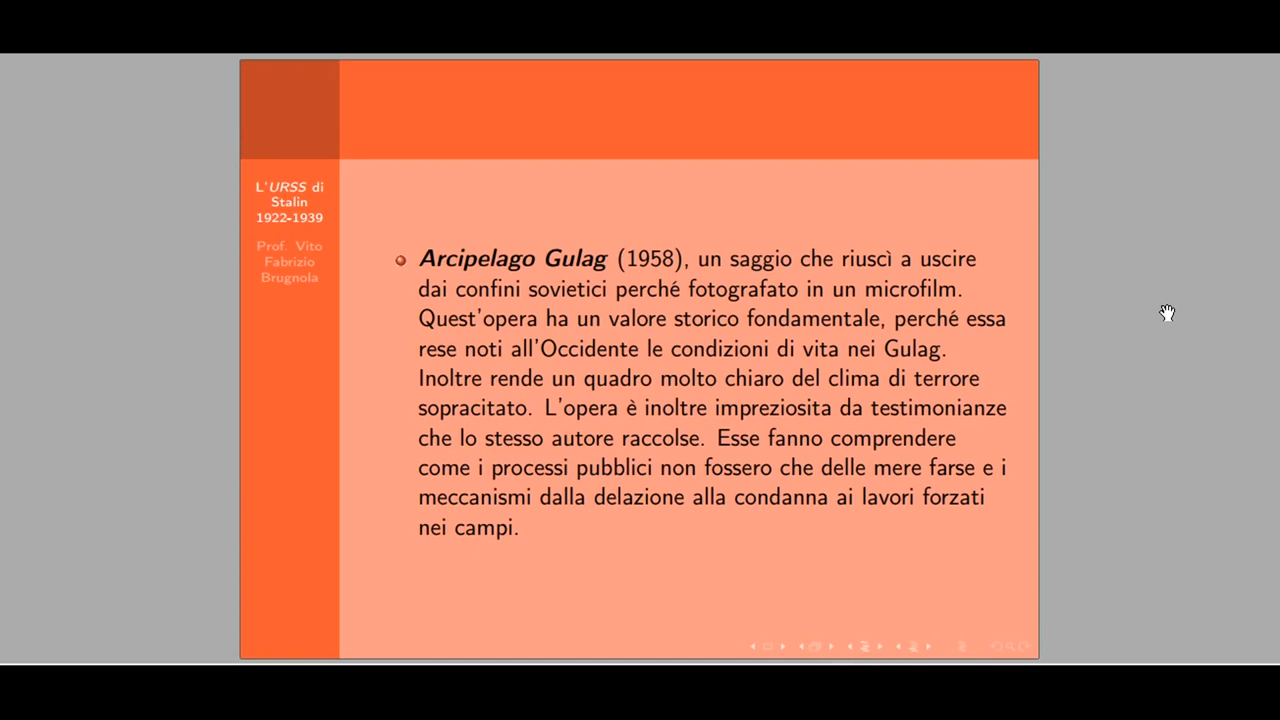 L'URSS di
Stalin
1922-1939
Prof. Vito
Fabrizio
Brugnola
Arcipelago Gulag (1958), un saggio che riuscì a uscire
dai confini sovietici perché fotografato in un microfilm.
Quest'opera ha un valore storico fondamentale, perché essa
rese noti all'Occidente le condizioni di vita nei Gulag.
Inoltre rende un quadro molto chiaro del clima di terrore
sopracitato. L'opera è inoltre impreziosita da testimonianze
che lo stesso autore raccolse. Esse fanno comprendere
come i processi pubblici non fossero che delle mere farse e i
meccanismi dalla delazione alla condanna ai lavori forzati
nei campi.